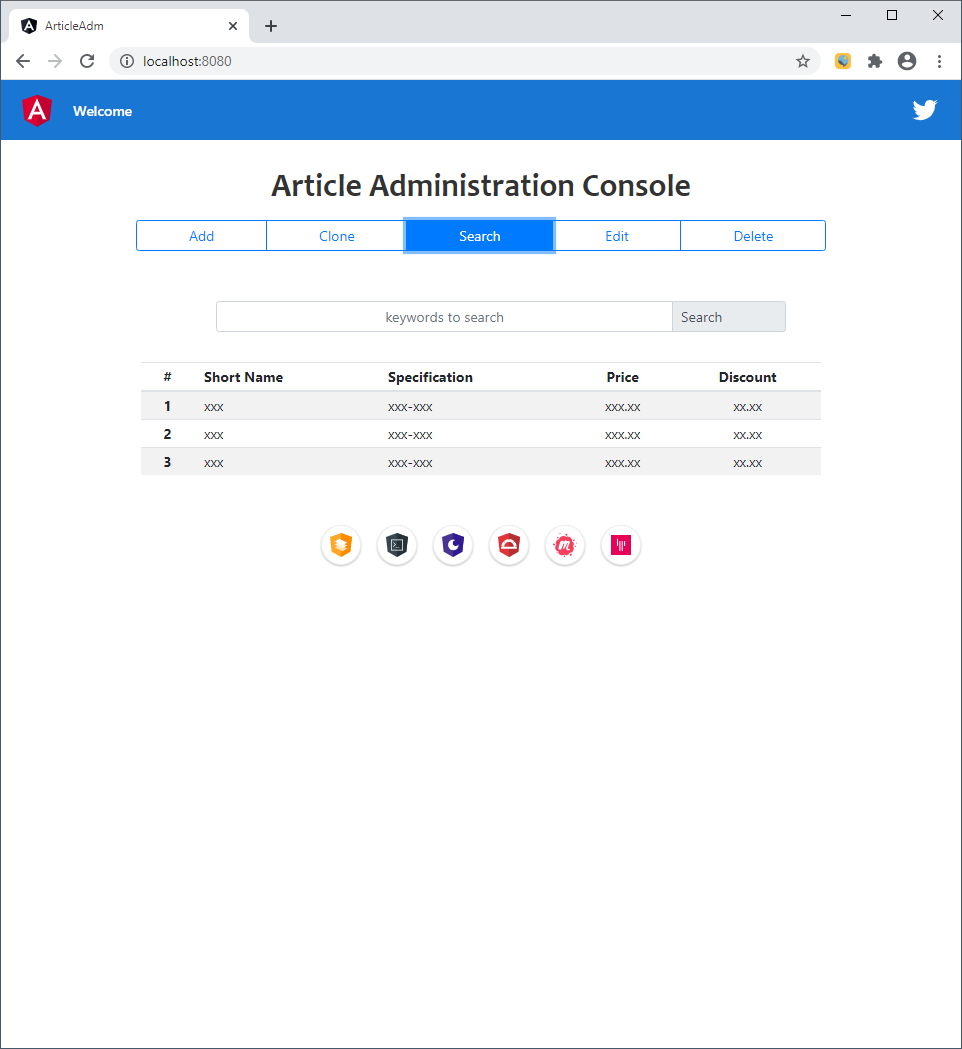 ArticleAdm
localhost:8080
Welcome
Article Administration Console
Add Clone Search Edit Delete
keywords to search Search
# Short Name Specification Price Discount
1 xxx xxx-xxx xxx.xx xx.xx
2 xxx xxx-xxx xxx.xx xx.xx
3 xxx xxx-xxx xxx.xx xx.xx